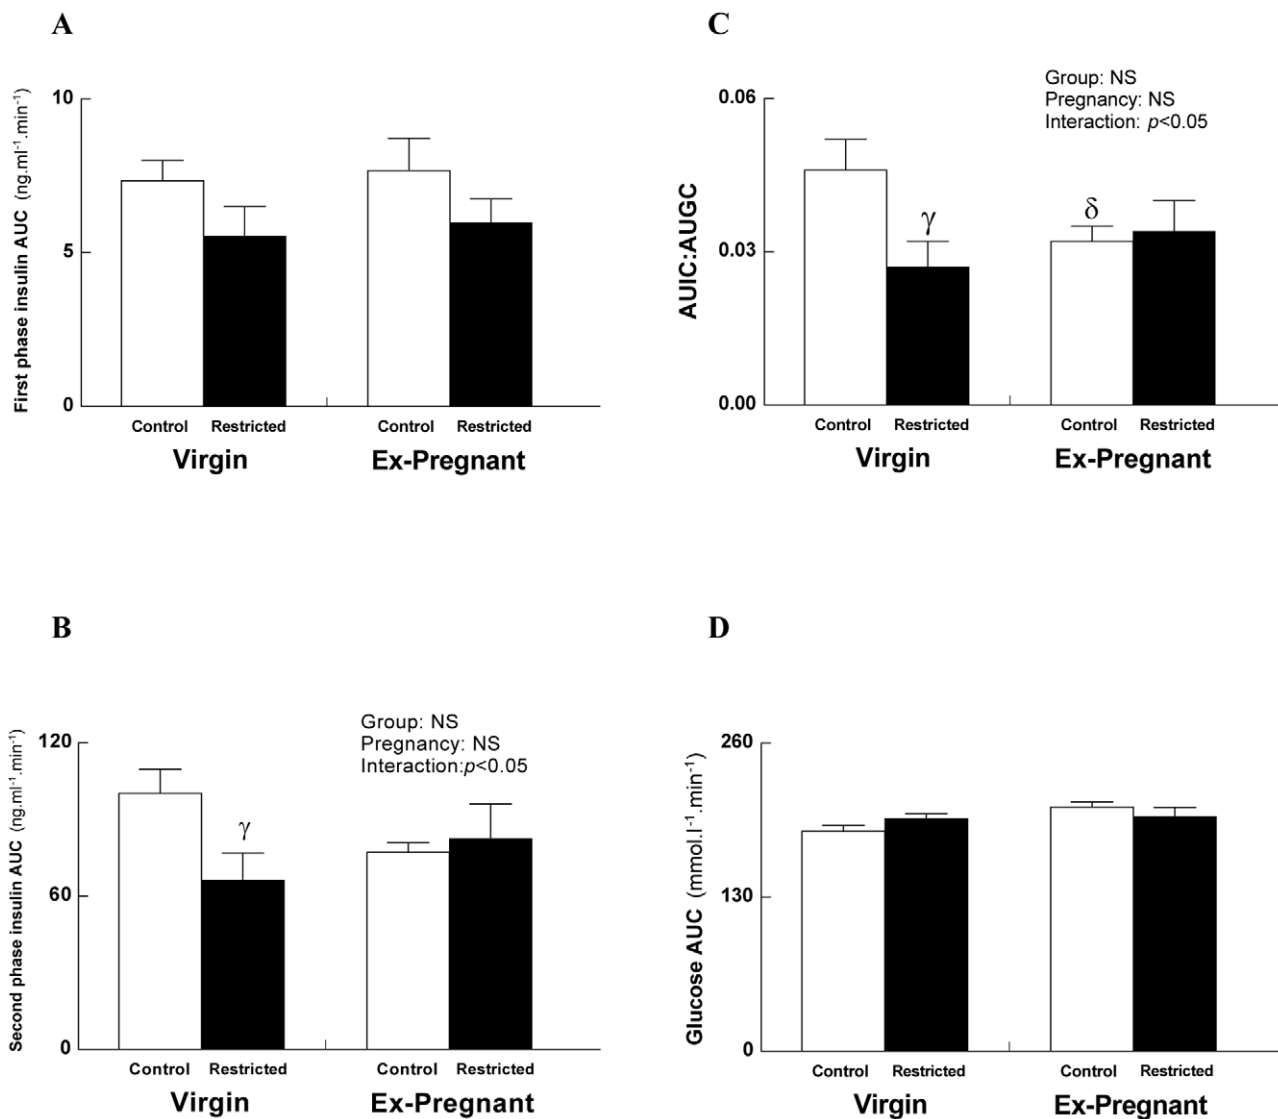 A
First phase insulin AUC (ng.ml⁻¹.min⁻¹)
10
5
0
Control Restricted Control Restricted
Virgin Ex-Pregnant
C
Group: NS
Pregnancy: NS
Interaction: p<0.05
AUIC:AUGC
0.06
0.03
0.00
γ
δ
Control Restricted Control Restricted
Virgin Ex-Pregnant
B
Group: NS
Pregnancy: NS
Interaction:p<0.05
Second phase insulin AUC (ng.ml⁻¹.min⁻¹)
120
60
0
γ
Control Restricted Control Restricted
Virgin Ex-Pregnant
D
Glucose AUC (mmol.l⁻¹.min⁻¹)
260
130
0
Control Restricted Control Restricted
Virgin Ex-Pregnant